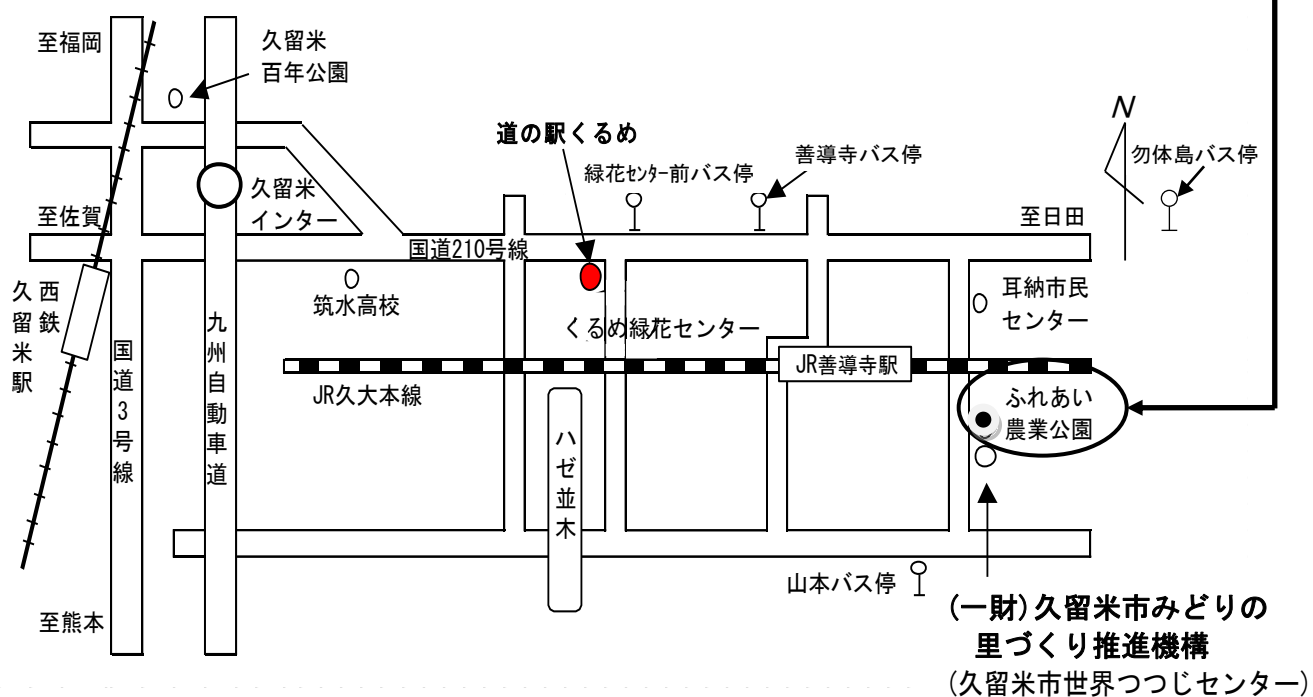 至福岡
久留米
百年公園
道の駅くるめ
緑花センター前バス停
善導寺バス停
N
勿体島バス停
久留米
インター
至佐賀
至日田
国道210号線
西鉄
久留米駅
筑水高校
耳納市民
センター
くるめ緑花センター
国道3号線
九州自動車道
JR善導寺駅
JR久大本線
ふれあい
農業公園
ハゼ並木
山本バス停
至熊本
(一財)久留米市みどりの
里づくり推進機構
(久留米市世界つつじセンター)